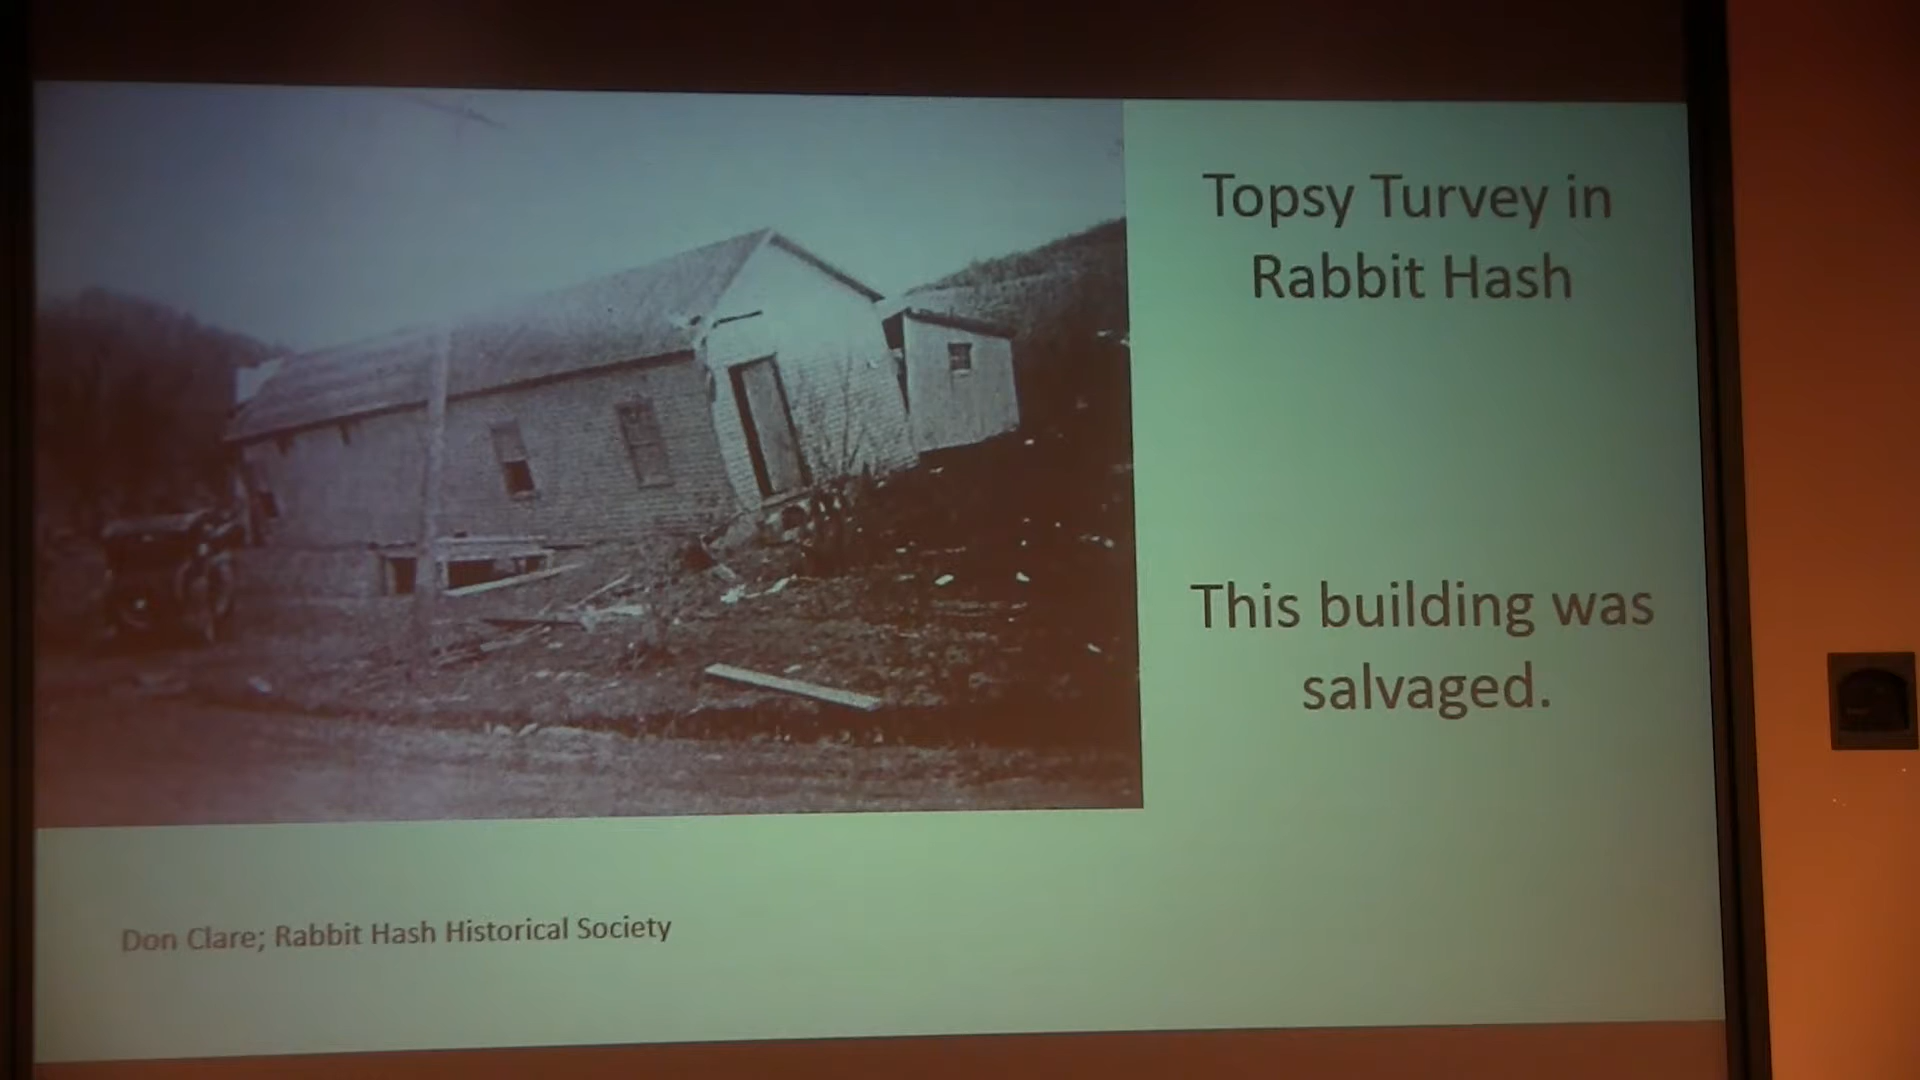 Topsy Turvey in
Rabbit Hash
This building was
salvaged.
Don Clare; Rabbit Hash Historical Society